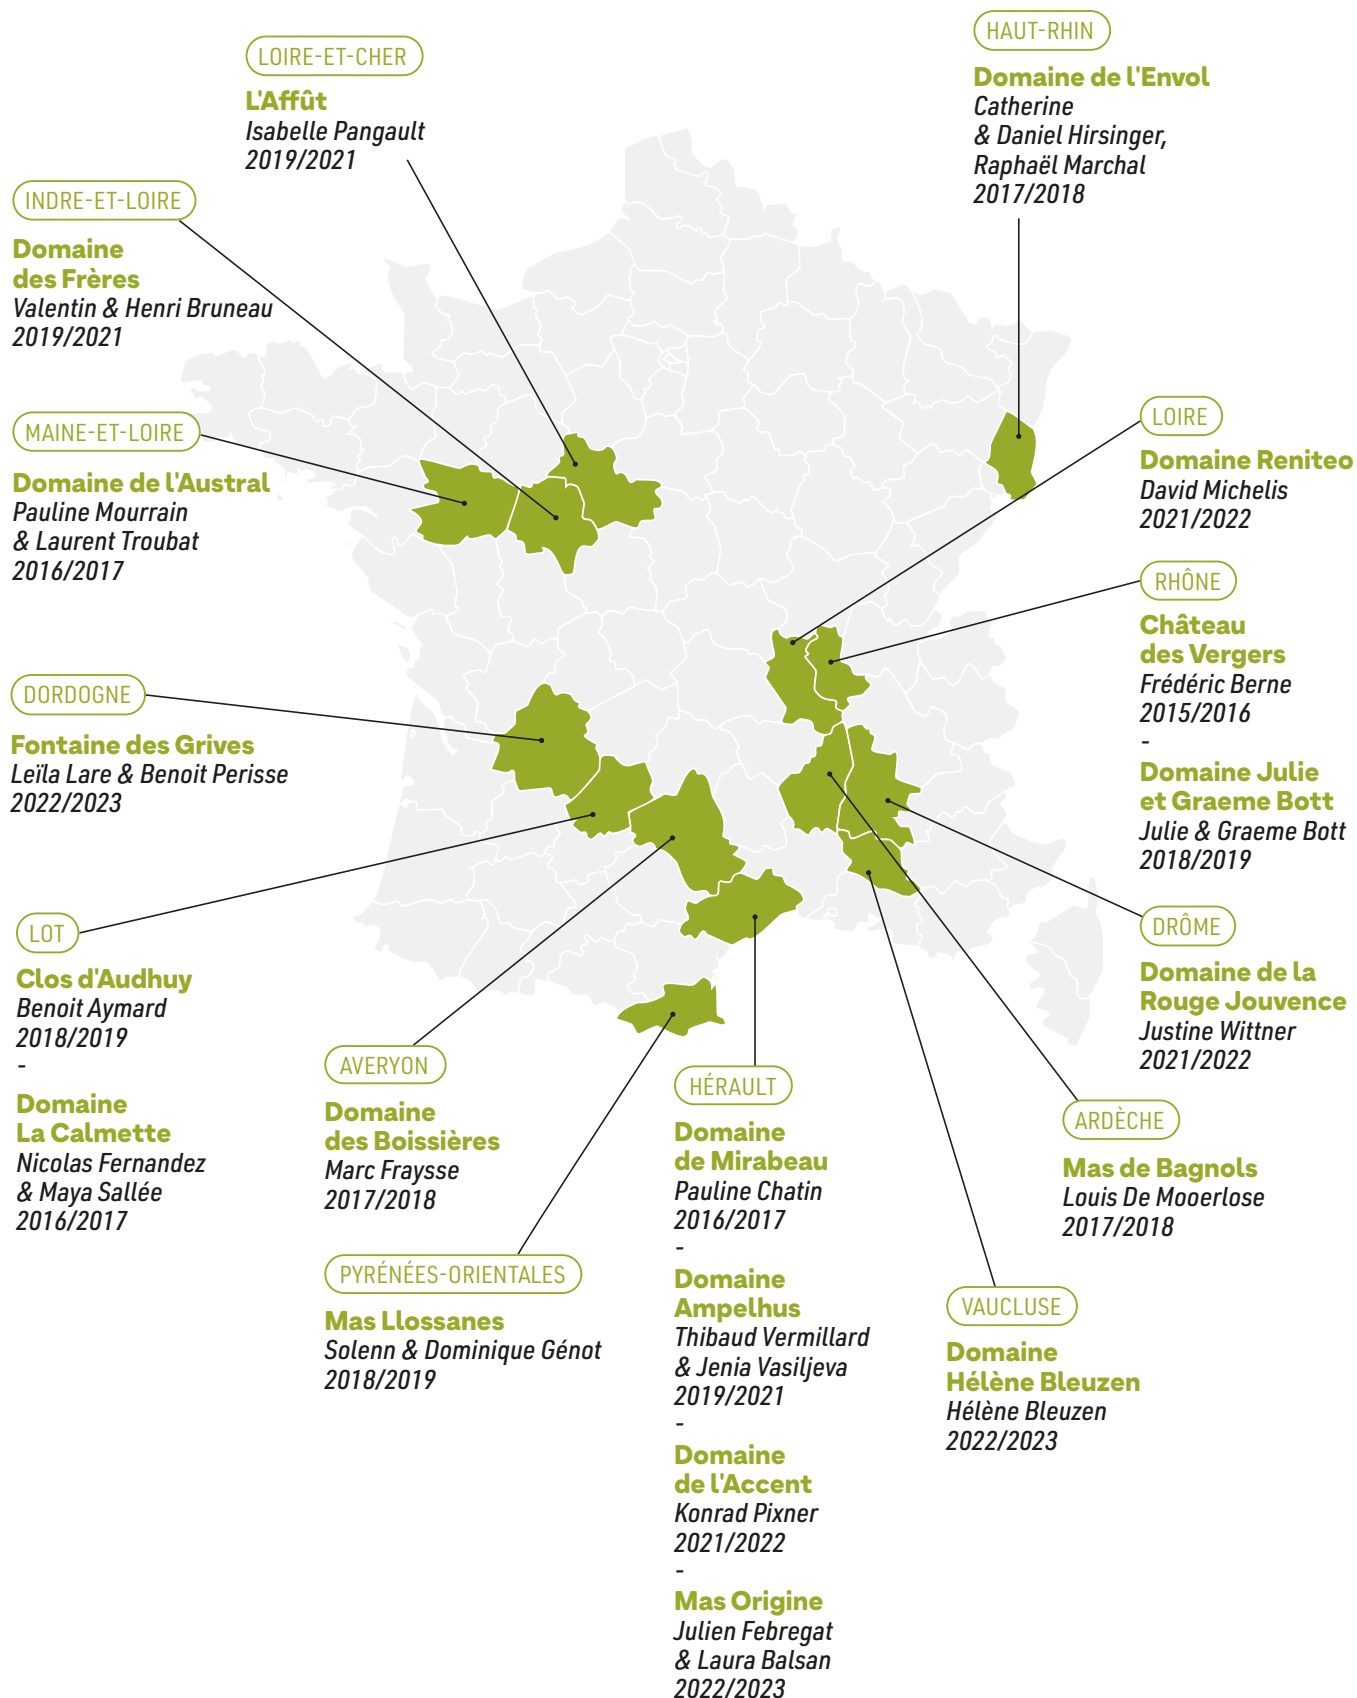 LOIRE-ET-CHER
L'Affût
Isabelle Pangault
2019/2021
HAUT-RHIN
Domaine de l'Envol
Catherine
& Daniel Hirsinger,
Raphaël Marchal
2017/2018
INDRE-ET-LOIRE
Domaine
des Frères
Valentin & Henri Bruneau
2019/2021
MAINE-ET-LOIRE
Domaine de l'Austral
Pauline Mourrain
& Laurent Troubat
2016/2017
LOIRE
Domaine Reniteo
David Michelis
2021/2022
RHÔNE
Château
des Vergers
Frédéric Berne
2015/2016
-
Domaine Julie
et Graeme Bott
Julie & Graeme Bott
2018/2019
DORDOGNE
Fontaine des Grives
Leïla Lare & Benoit Perisse
2022/2023
LOT
Clos d'Audhuy
Benoit Aymard
2018/2019
-
Domaine
La Calmette
Nicolas Fernandez
& Maya Sallée
2016/2017
DRÔME
Domaine de la
Rouge Jouvence
Justine Wittner
2021/2022
AVERYON
Domaine
des Boissières
Marc Fraysse
2017/2018
PYRÉNÉES-ORIENTALES
Mas Llossanes
Solenn & Dominique Génot
2018/2019
HÉRAULT
Domaine
de Mirabeau
Pauline Chatin
2016/2017
-
Domaine
Ampelhus
Thibaud Vermillard
& Jenia Vasiljeva
2019/2021
-
Domaine
de l'Accent
Konrad Pixner
2021/2022
-
Mas Origine
Julien Febregat
& Laura Balsan
2022/2023
ARDÈCHE
Mas de Bagnols
Louis De Mooerlose
2017/2018
VAUCLUSE
Domaine
Hélène Bleuzen
Hélène Bleuzen
2022/2023